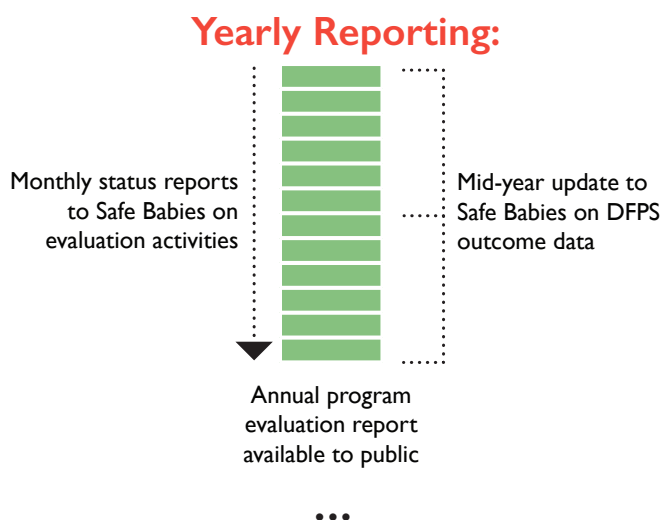 Yearly Reporting:
Monthly status reports
to Safe Babies on
evaluation activities
Mid-year update to
Safe Babies on DFPS
outcome data
Annual program
evaluation report
available to public
...